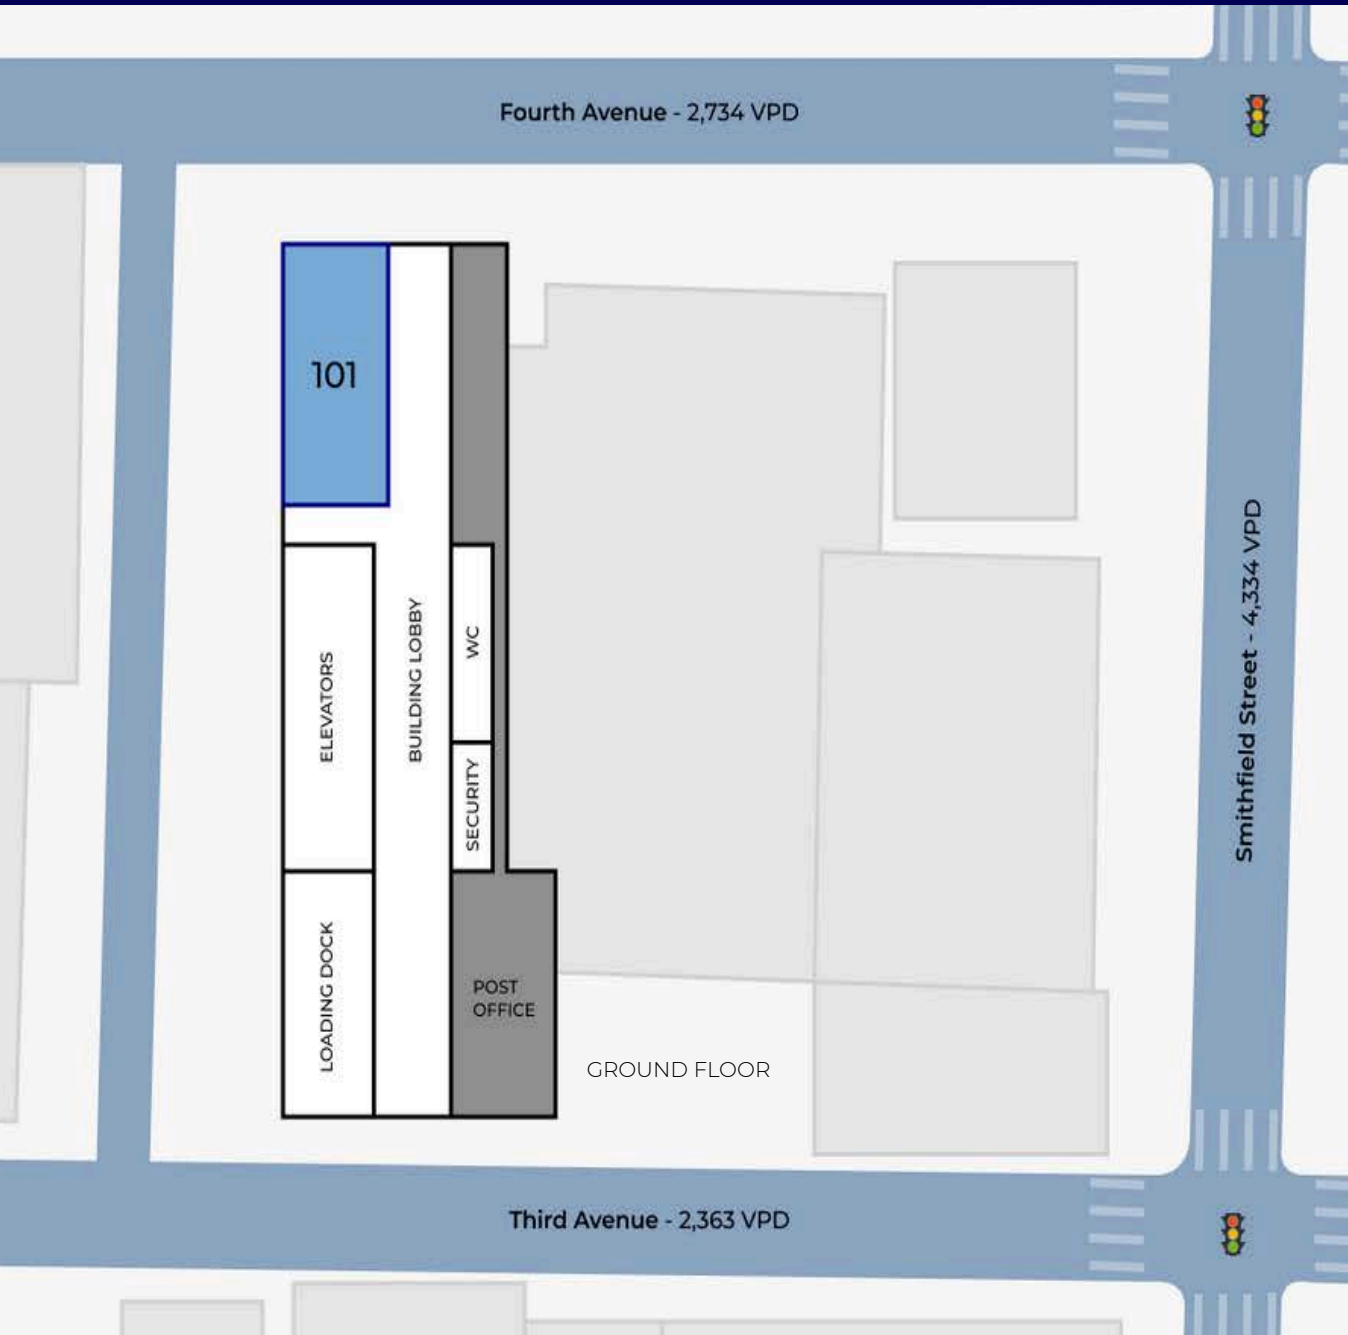 Fourth Avenue - 2,734 VPD
101
ELEVATORS
BUILDING LOBBY
WC
SECURITY
LOADING DOCK
POST
OFFICE
GROUND FLOOR
Smithfield Street - 4,334 VPD
Third Avenue - 2,363 VPD